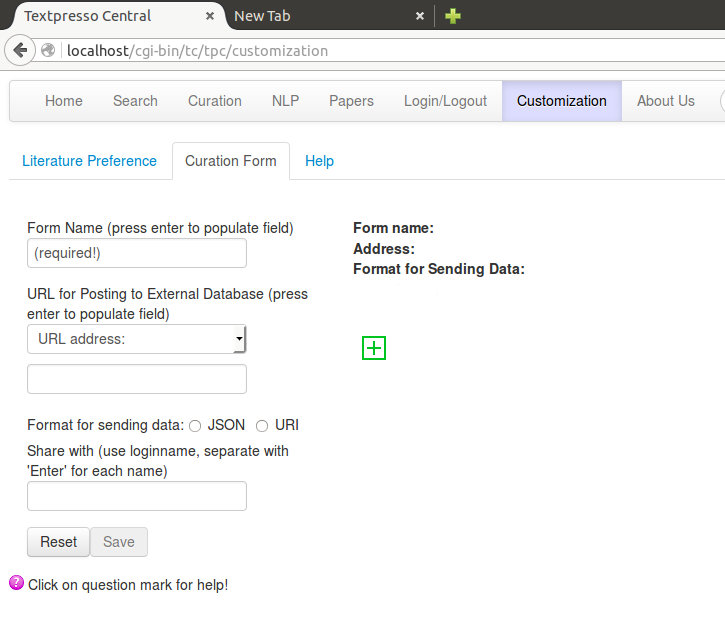 Textpresso Central × New Tab ×
localhost/cgi-bin/tc/tpc/customization
Home Search Curation NLP Papers Login/Logout Customization About Us
Literature Preference Curation Form Help
Form Name (press enter to populate field)
(required!)
URL for Posting to External Database (press
enter to populate field)
URL address:
Format for sending data: JSON URI
Share with (use loginname, separate with
'Enter' for each name)
Reset Save
? Click on question mark for help!
Form name:
Address:
Format for Sending Data: